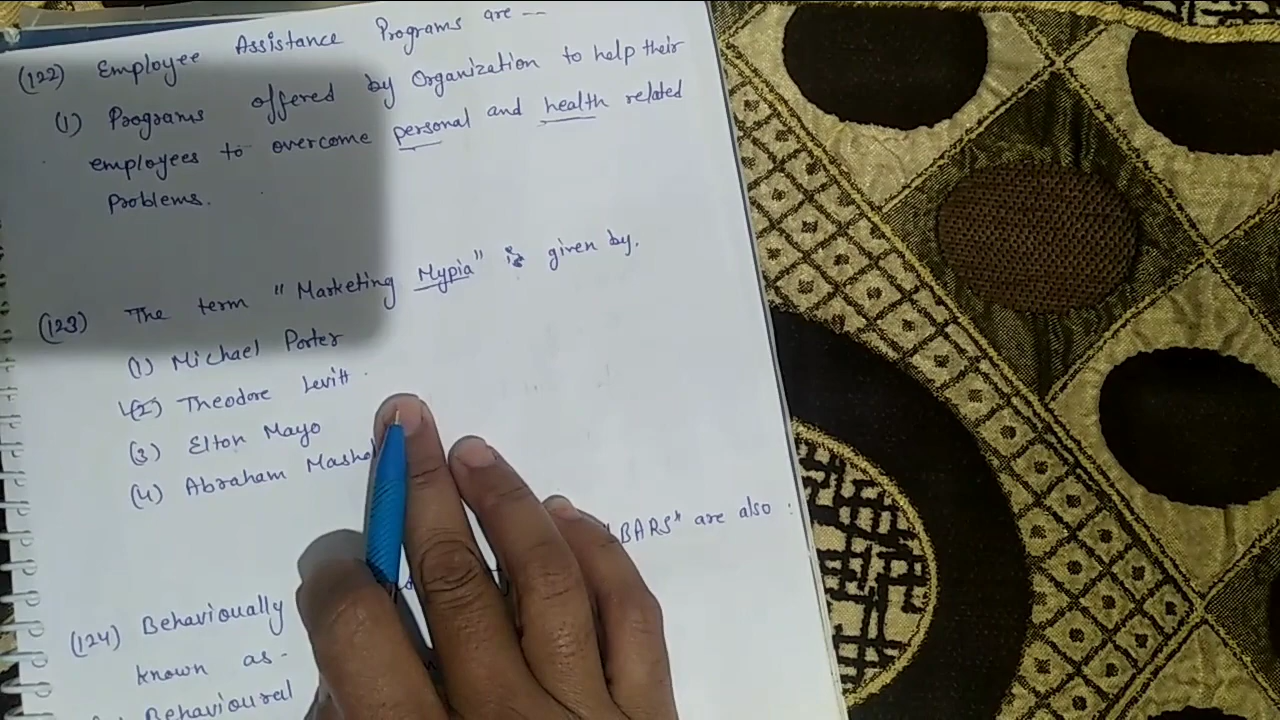 (122) Employee Assistance Programs are —
(1) Programs offered by Organization to help their
employees to overcome personal and health related
problems.
(123) The term "Marketing Mypia" is given by.
(1) Michael Porter
(2) Theodore Levitt
(3) Elton Mayo
(4) Abraham
(124) Behaviourally "BARS" are also :
known as-
Behavioural